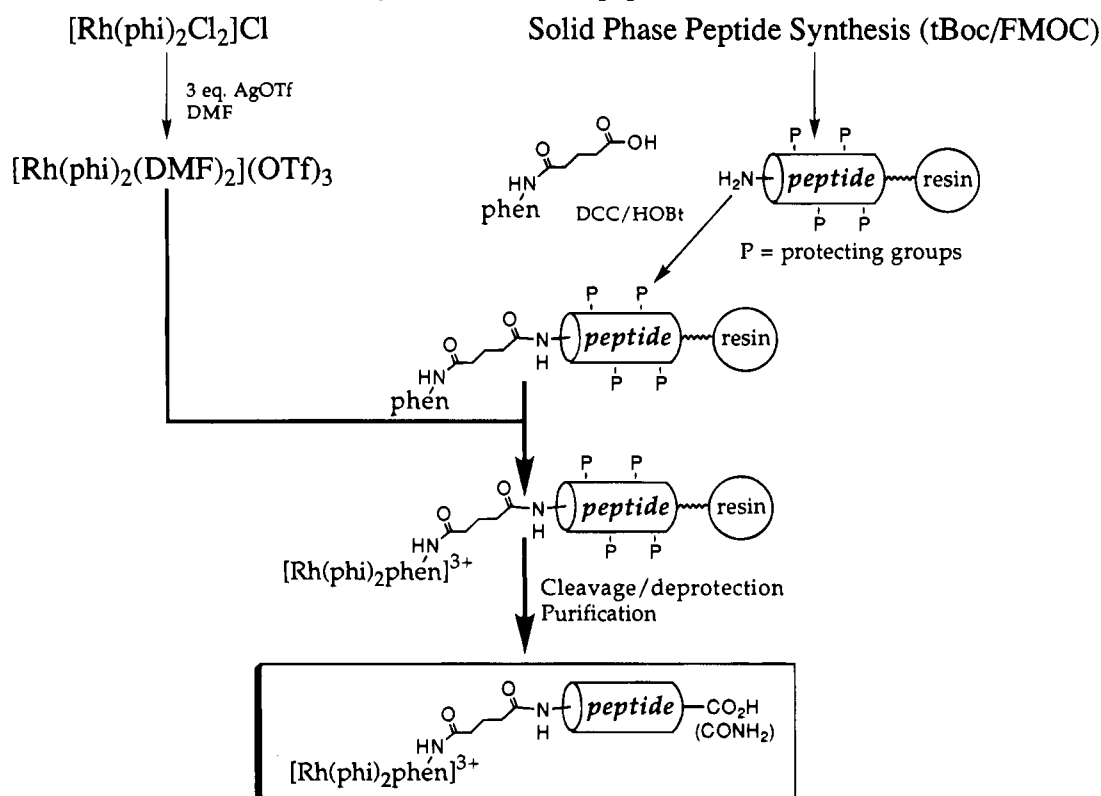 [Rh(phi)₂Cl₂]Cl
3 eq. AgOTf
DMF
[Rh(phi)₂(DMF)₂](OTf)₃
Solid Phase Peptide Synthesis (tBoc/FMOC)
O
OH
O
HN
phen
DCC/HOBt
P P
H₂N
peptide
resin
P P
P = protecting groups
P P
O
N
H
peptide
resin
O
HN
phen
P P
P P
O
N
H
peptide
resin
O
HN
P P
[Rh(phi)₂phen]³⁺
Cleavage/deprotection
Purification
O
N
H
peptide
CO₂H
(CONH₂)
O
HN
[Rh(phi)₂phen]³⁺